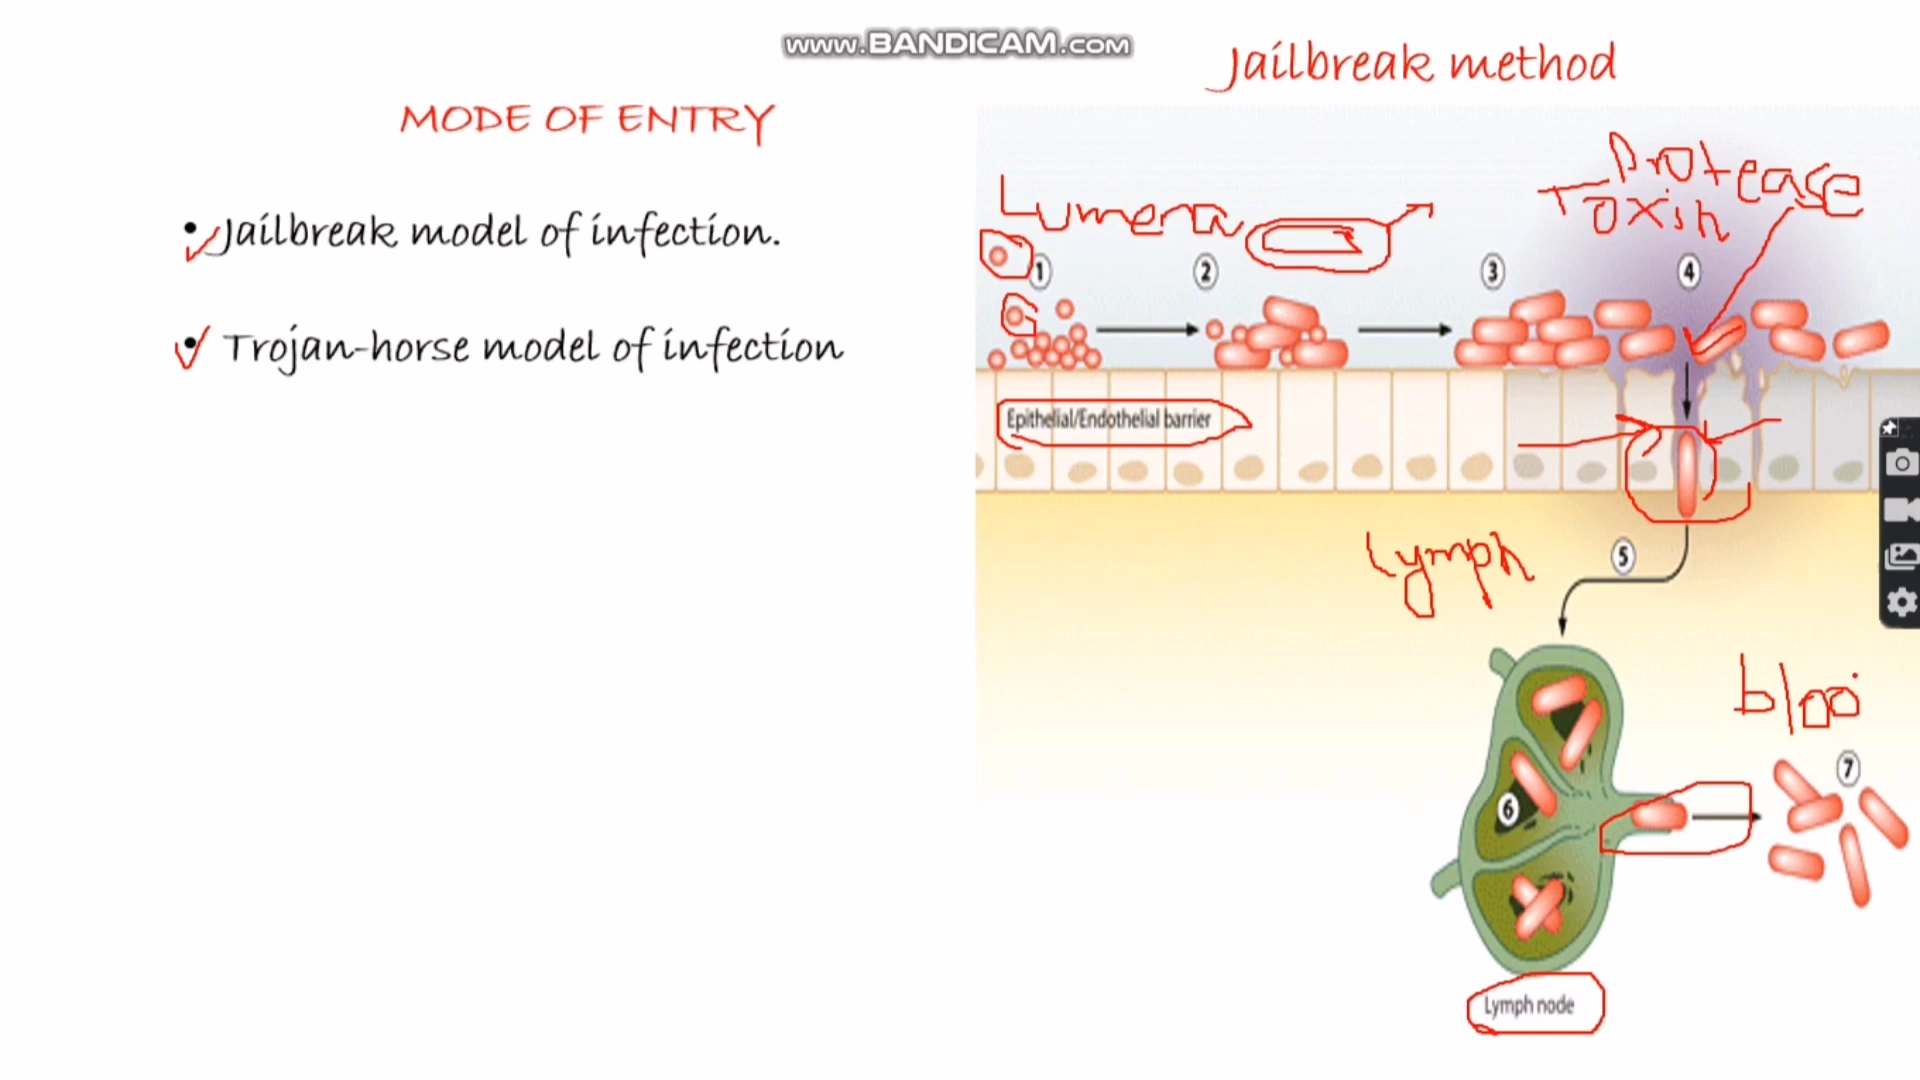 www.BANDICAM.com
Jailbreak method
MODE OF ENTRY
• Jailbreak model of infection.
• Trojan-horse model of infection
Protease
Toxin
Lumen
1
2
3
4
Epithelial/Endothelial barrier
Lymph
5
bloo
7
6
Lymph node